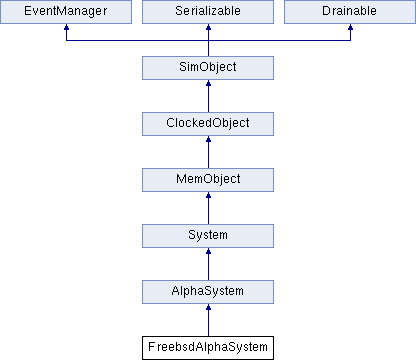 EventManager Serializable Drainable
SimObject
ClockedObject
MemObject
System
AlphaSystem
FreebsdAlphaSystem